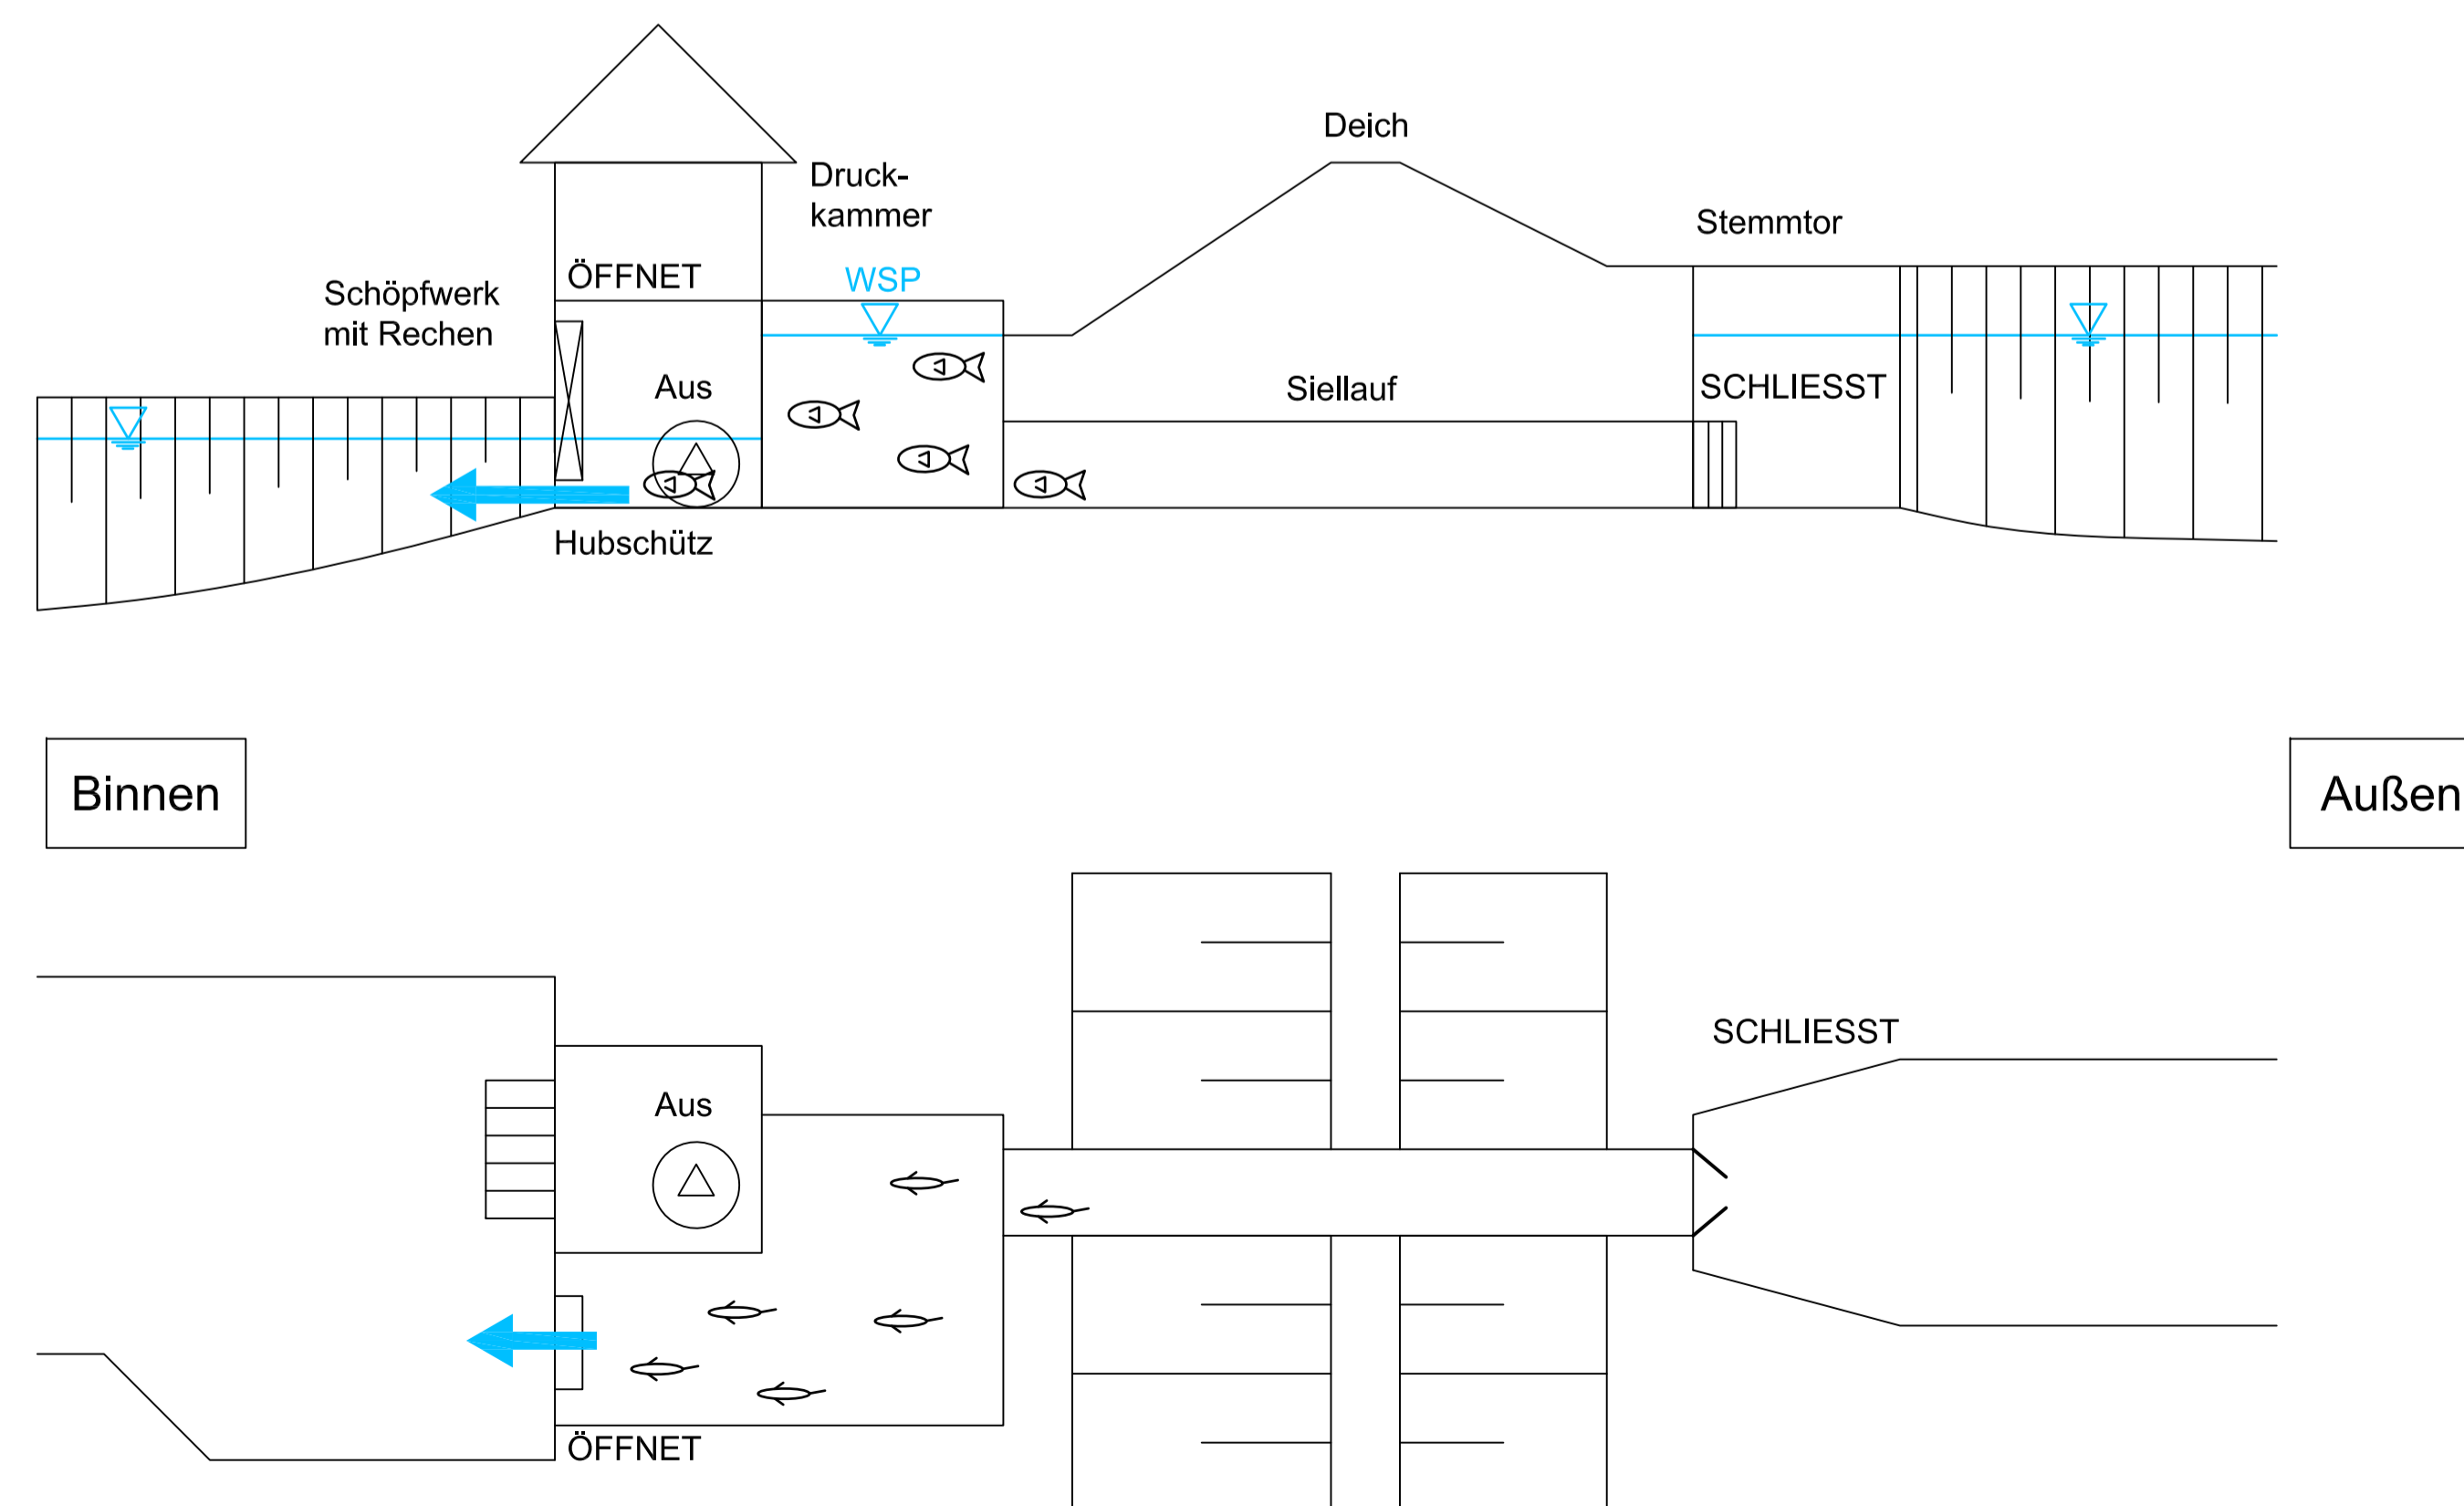 Deich
Druck-
kammer
Stemmtor
ÖFFNET
WSP
Schöpfwerk
mit Rechen
Aus
Siellauf
SCHLIESST
Hubschütz
Binnen
Außen
SCHLIESST
Aus
ÖFFNET